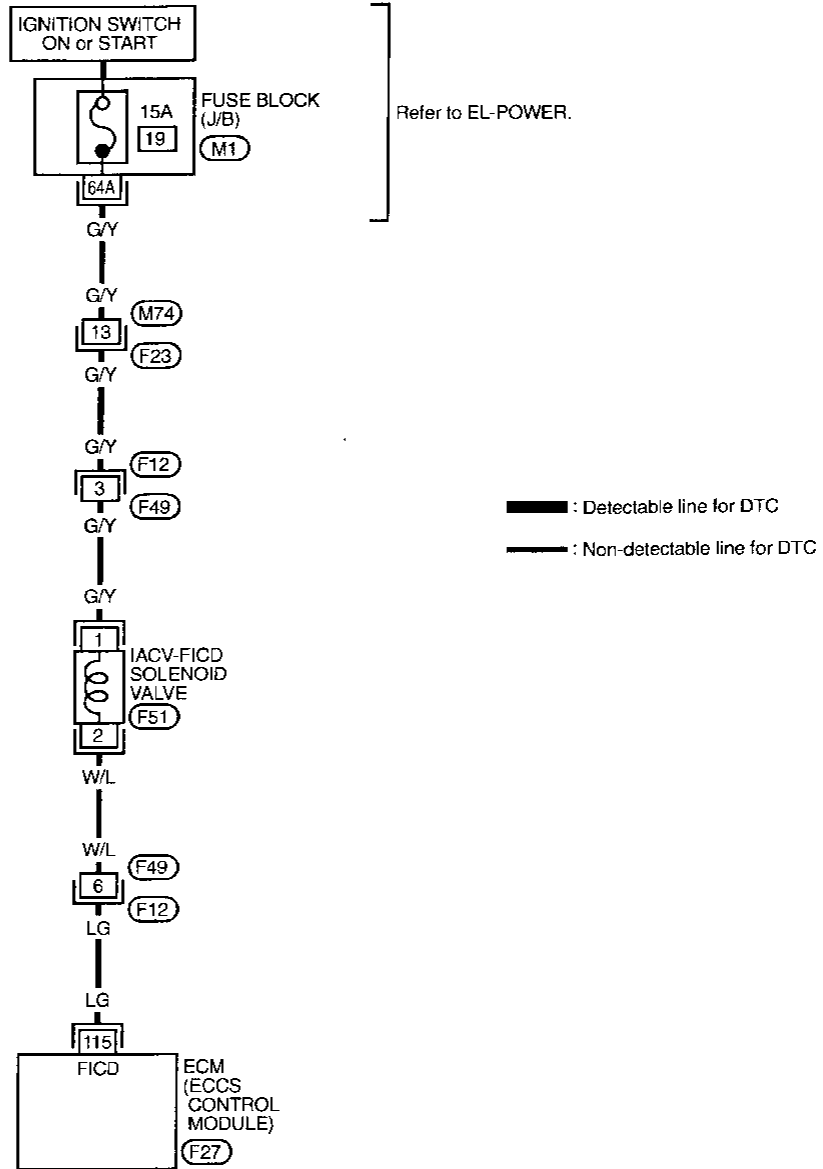 IGNITION SWITCH
ON or START
FUSE BLOCK
(J/B)
15A
19
M1
Refer to EL-POWER.
64A
G/Y
G/Y
M74
13
F23
G/Y
G/Y
F12
3
F49
G/Y
: Detectable line for DTC
: Non-detectable line for DTC
G/Y
1
IACV-FICD
SOLENOID
VALVE
F51
2
W/L
W/L
F49
6
F12
LG
LG
115
FICD
ECM
(ECCS
CONTROL
MODULE)
F27